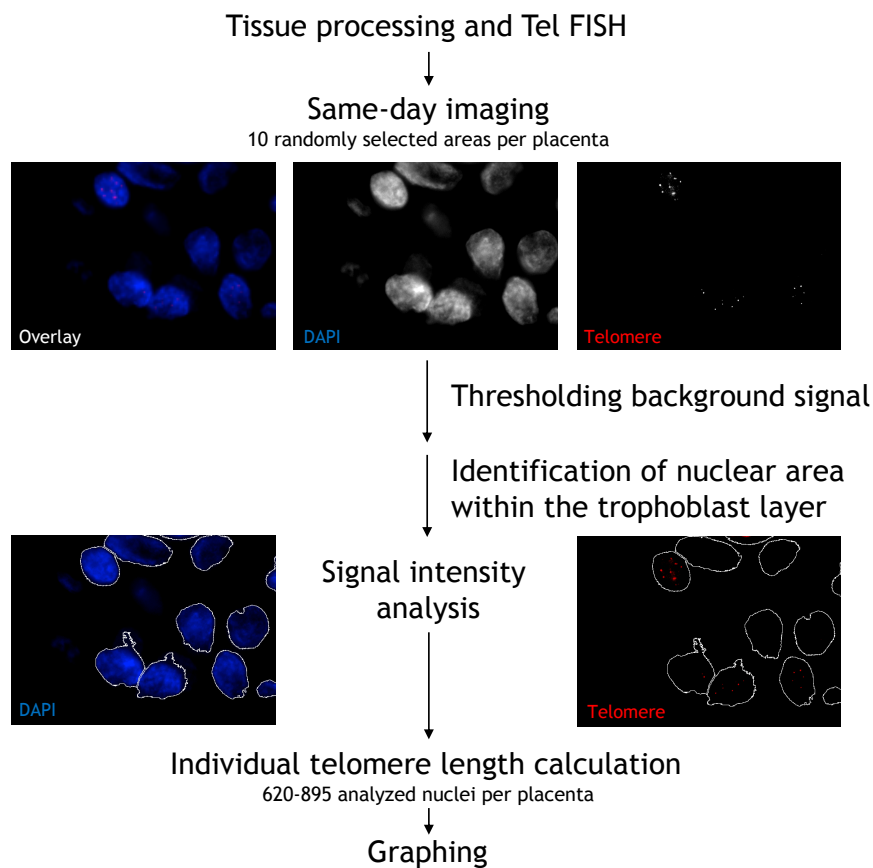 Tissue processing and Tel FISH
Same-day imaging
10 randomly selected areas per placenta
Overlay
DAPI
Telomere
Thresholding background signal
Identification of nuclear area
within the trophoblast layer
Signal intensity
analysis
DAPI
Telomere
Individual telomere length calculation
620-895 analyzed nuclei per placenta
Graphing